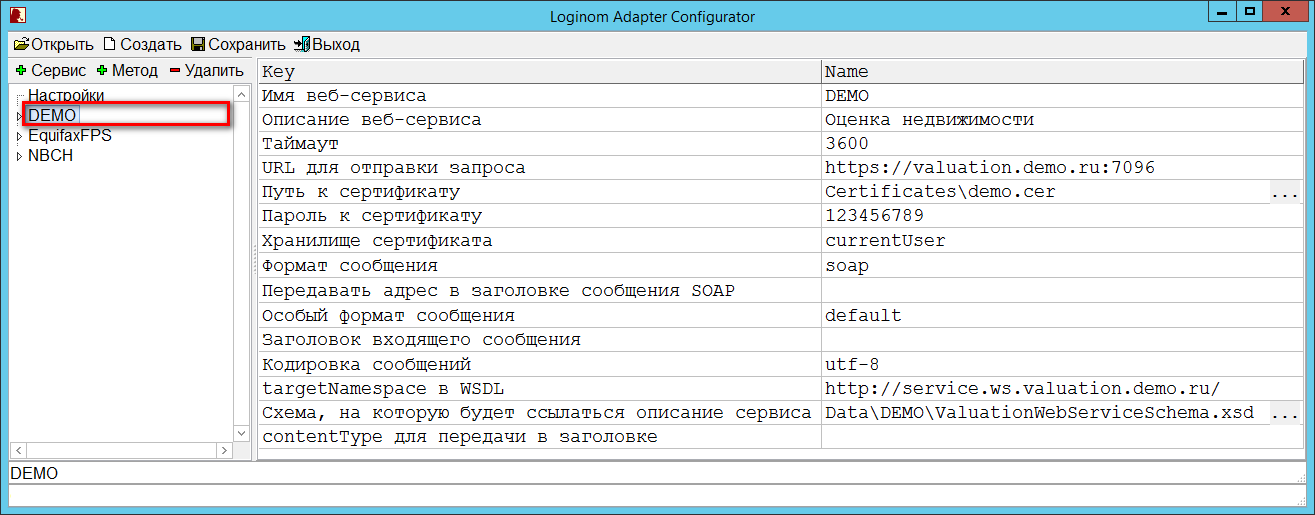 Loginom Adapter Configurator
Открыть Создать Сохранить Выход
Сервис Метод Удалить
Настройки
DEMO
EquifaxFPS
NBCH
Key Name
Имя веб-сервиса DEMO
Описание веб-сервиса Оценка недвижимости
Таймаут 3600
URL для отправки запроса https://valuation.demo.ru:7096
Путь к сертификату Certificates\demo.cer ...
Пароль к сертификату 123456789
Хранилище сертификата currentUser
Формат сообщения soap
Передавать адрес в заголовке сообщения SOAP
Особый формат сообщения default
Заголовок входящего сообщения
Кодировка сообщений utf-8
targetNamespace в WSDL http://service.ws.valuation.demo.ru/
Схема, на которую будет ссылаться описание сервиса Data\DEMO\ValuationWebServiceSchema.xsd ...
contentType для передачи в заголовке
DEMO